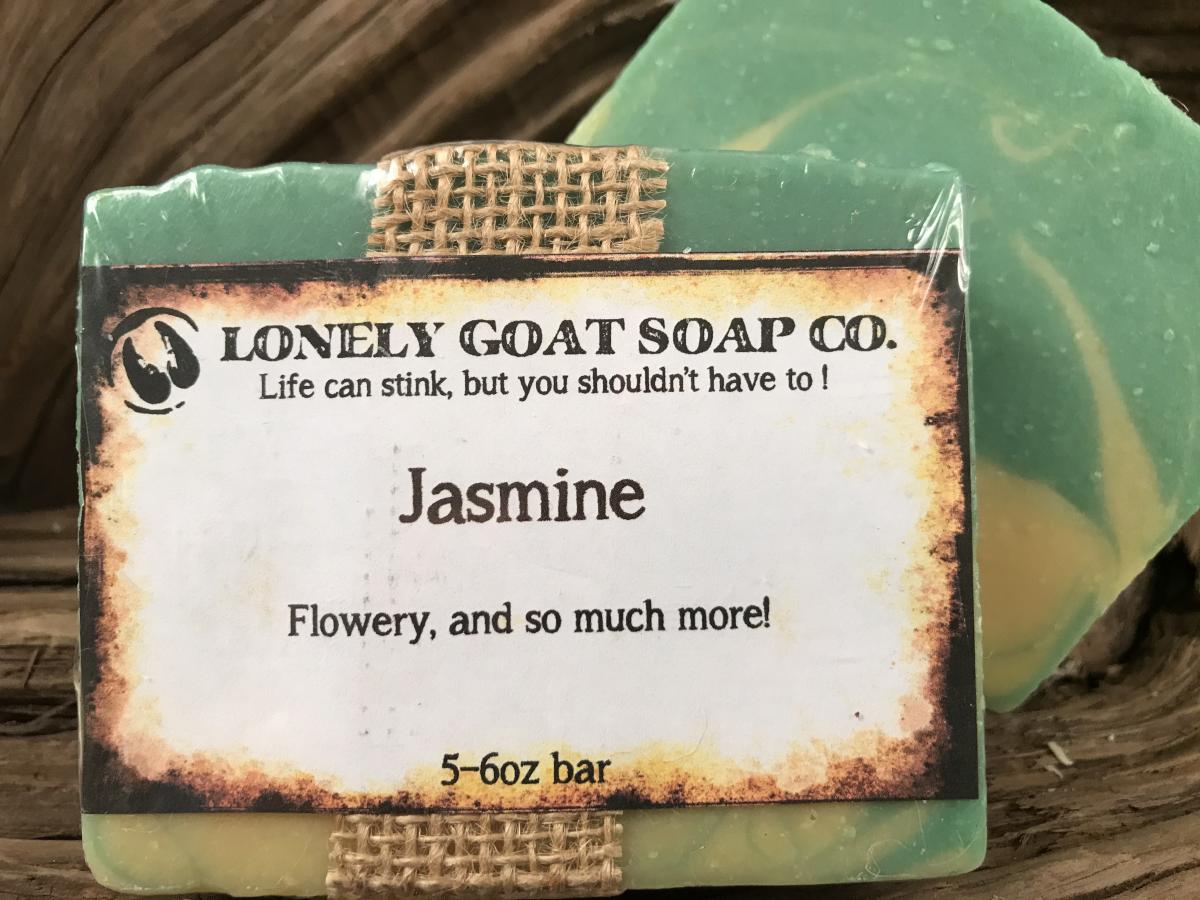 LONELY GOAT SOAP CO.
Life can stink, but you shouldn't have to !
Jasmine
Flowery, and so much more!
5-6oz bar